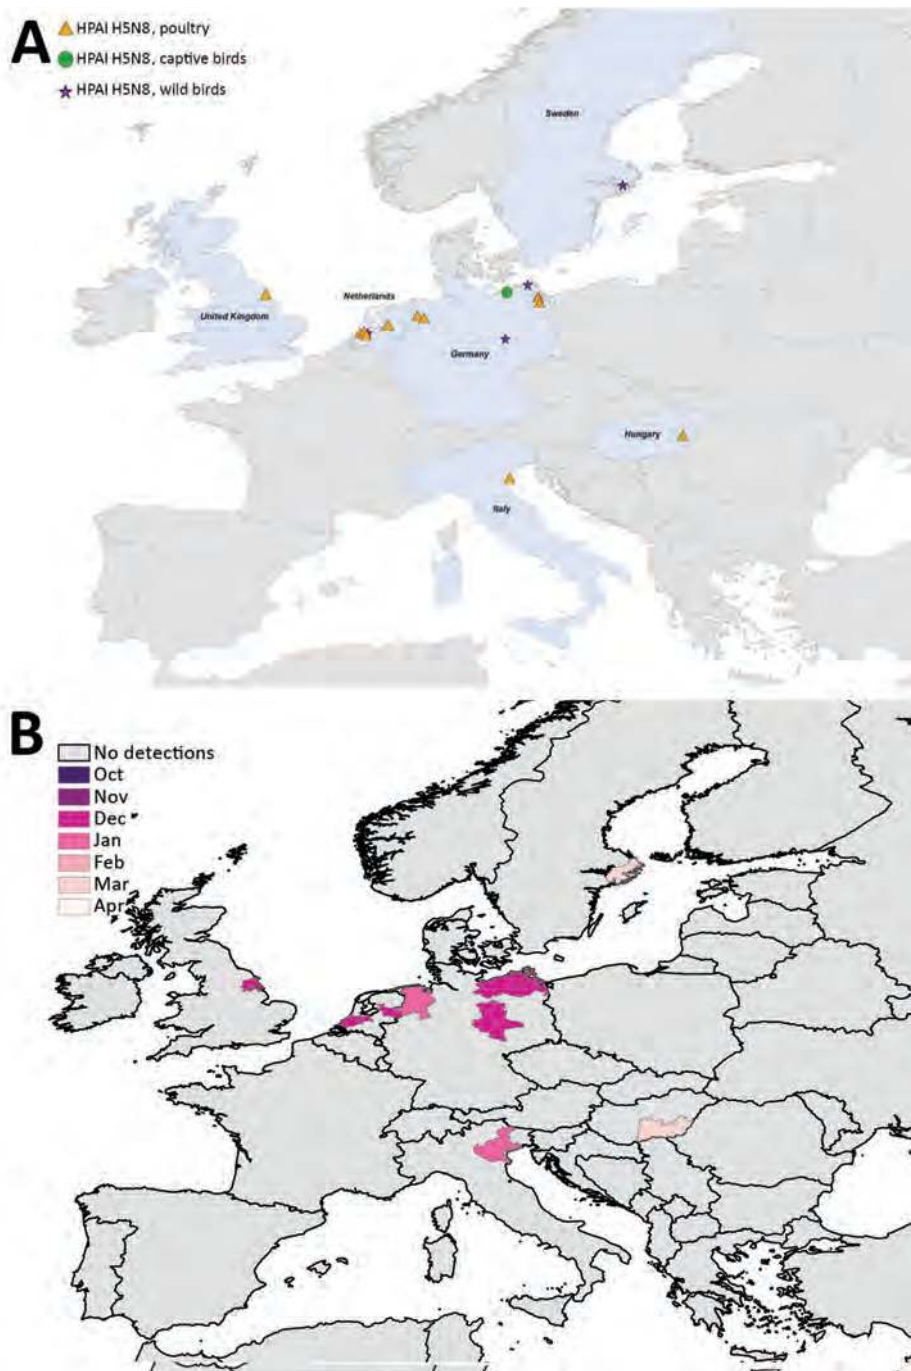 A
HPAI H5N8, poultry
HPAI H5N8, captive birds
HPAI H5N8, wild birds
Sweden
Netherlands
United Kingdom
Germany
Hungary
Italy
B
No detections
Oct
Nov
Dec
Jan
Feb
Mar
Apr